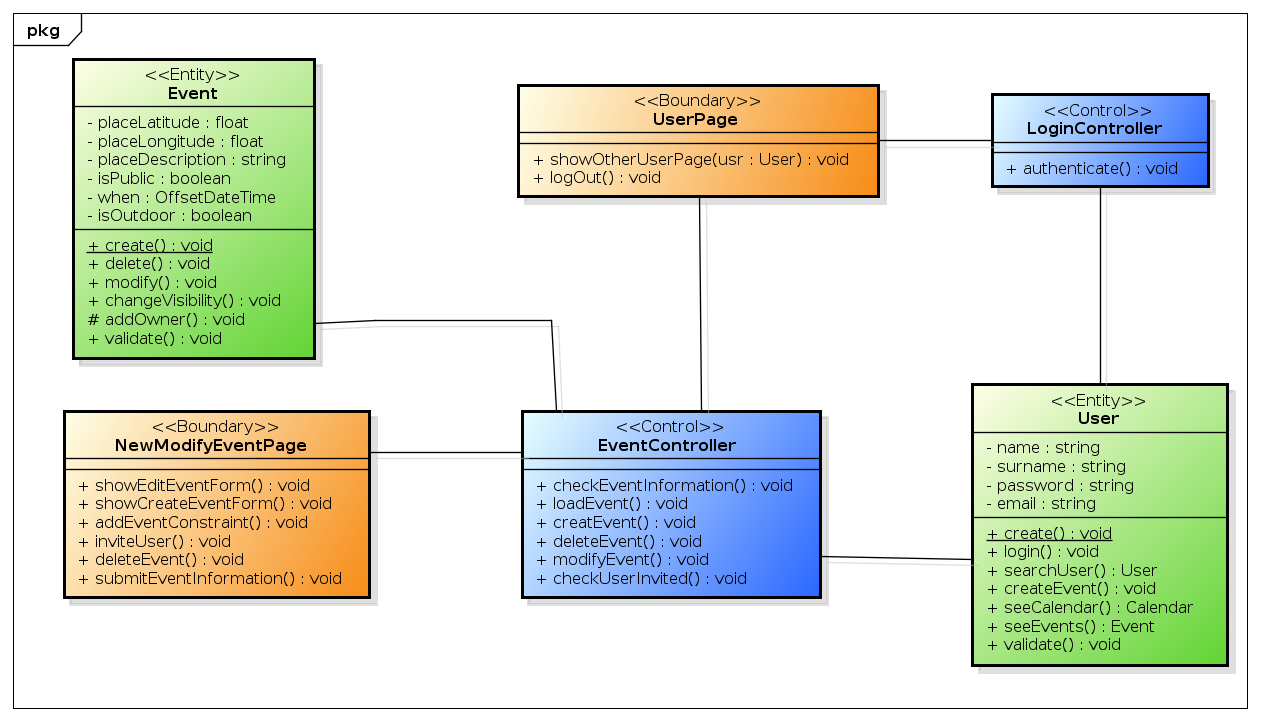 pkg
<<Entity>>
Event
- placeLatitude : float
- placeLongitude : float
- placeDescription : string
- isPublic : boolean
- when : OffsetDateTime
- isOutdoor : boolean
+ create() : void
+ delete() : void
+ modify() : void
+ changeVisibility() : void
# addOwner() : void
+ validate() : void
<<Boundary>>
UserPage
+ showOtherUserPage(usr : User) : void
+ logOut() : void
<<Control>>
LoginController
+ authenticate() : void
<<Boundary>>
NewModifyEventPage
+ showEditEventForm() : void
+ showCreateEventForm() : void
+ addEventConstraint() : void
+ inviteUser() : void
+ deleteEvent() : void
+ submitEventInformation() : void
<<Control>>
EventController
+ checkEventInformation() : void
+ loadEvent() : void
+ creatEvent() : void
+ deleteEvent() : void
+ modifyEvent() : void
+ checkUserInvited() : void
<<Entity>>
User
- name : string
- surname : string
- password : string
- email : string
+ create() : void
+ login() : void
+ searchUser() : User
+ createEvent() : void
+ seeCalendar() : Calendar
+ seeEvents() : Event
+ validate() : void